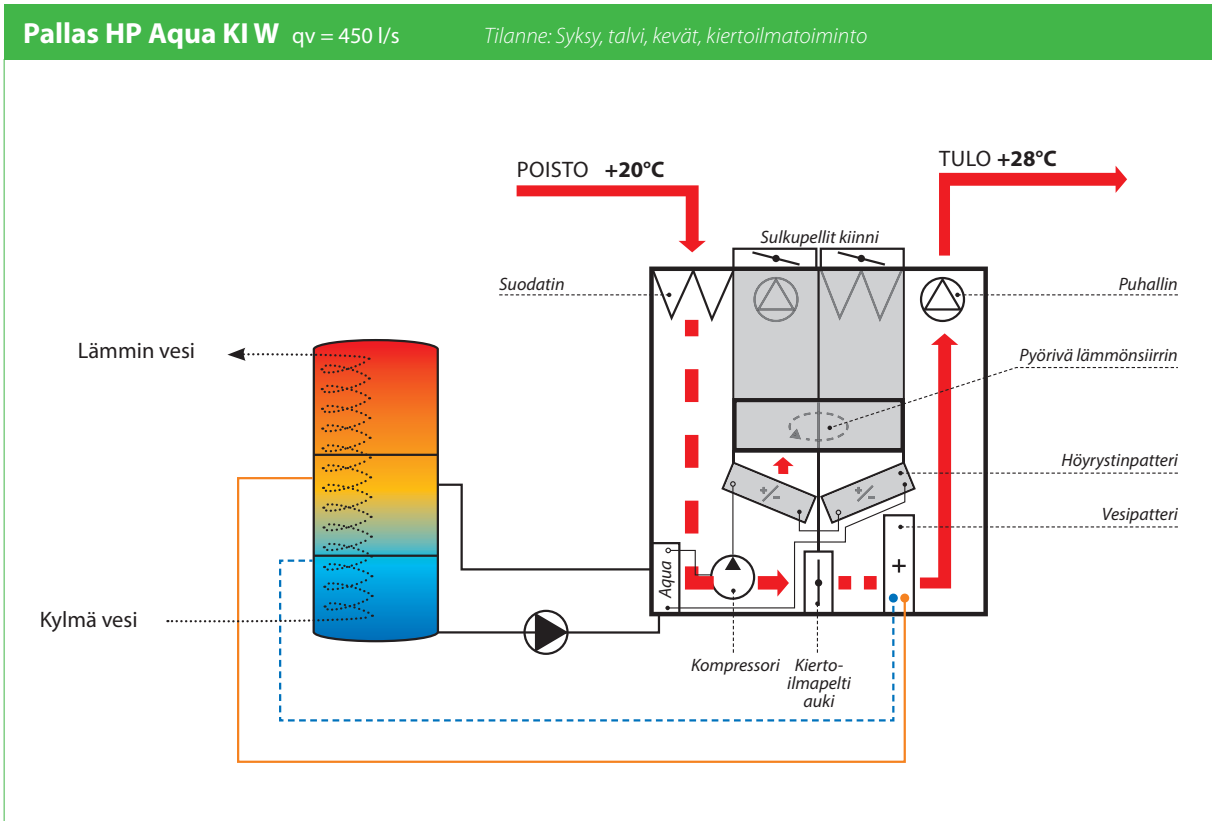 Pallas HP Aqua KI W qv = 450 l/s Tilanne: Syksy, talvi, kevät, kiertoilmatoiminto
POISTO +20°C
TULO +28°C
Sulkupellit kiinni
Suodatin
Puhallin
Lämmin vesi
Pyörivä lämmönsiirrin
Höyrystinpatteri
+/-
+/-
Vesipatteri
+
Aqua
Kylmä vesi
Kompressori
Kierto-
ilmapelti
auki